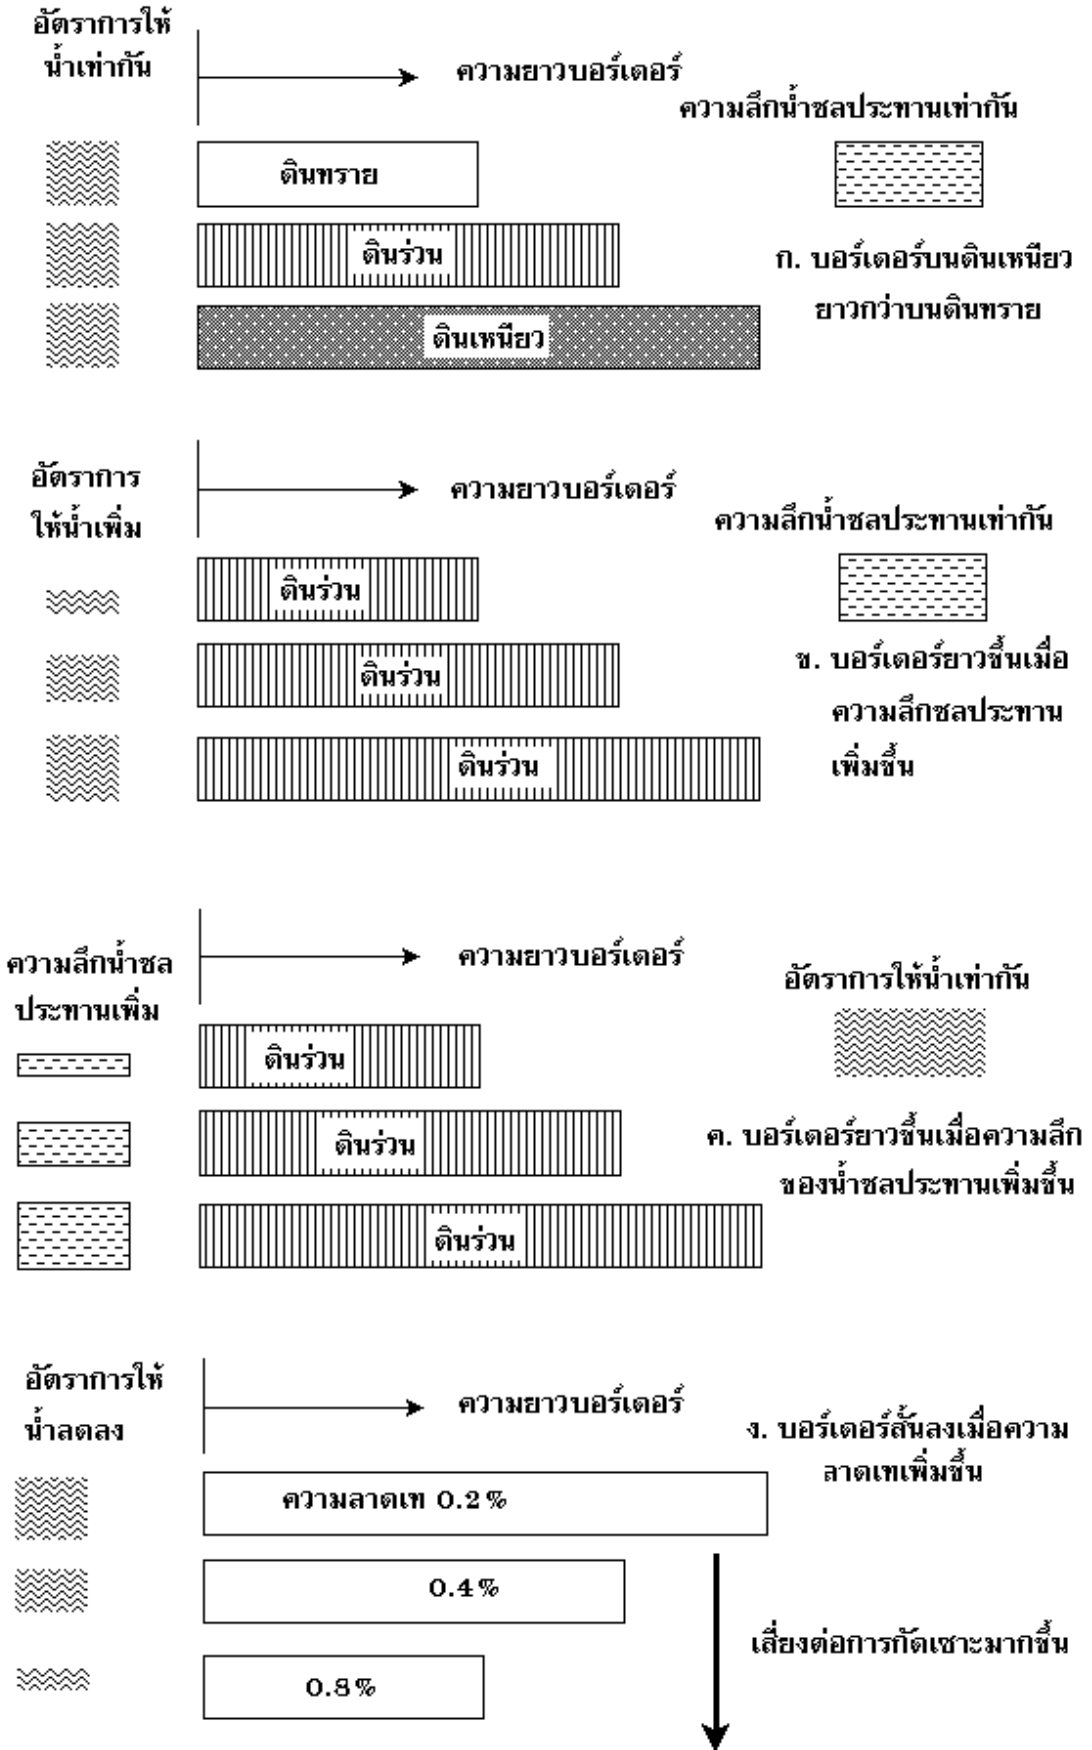 อัตราการให้
น้ำเท่ากัน
ความยาวบอร์เดอร์
ความลึกน้ำชลประทานเท่ากัน
ดินทราย
ดินร่วน
ดินเหนียว
ก. บอร์เดอร์บนดินเหนียว
ยาวกว่าบนดินทราย
อัตราการ
ให้น้ำเพิ่ม
ความยาวบอร์เดอร์
ความลึกน้ำชลประทานเท่ากัน
ดินร่วน
ดินร่วน
ดินร่วน
ข. บอร์เดอร์ยาวขึ้นเมื่อ
ความลึกชลประทาน
เพิ่มขึ้น
ความลึกน้ำชล
ประทานเพิ่ม
ความยาวบอร์เดอร์
อัตราการให้น้ำเท่ากัน
ดินร่วน
ดินร่วน
ดินร่วน
ค. บอร์เดอร์ยาวขึ้นเมื่อความลึก
ของน้ำชลประทานเพิ่มขึ้น
อัตราการให้
น้ำลดลง
ความยาวบอร์เดอร์
ง. บอร์เดอร์สั้นลงเมื่อความ
ลาดเทเพิ่มขึ้น
ความลาดเท 0.2%
0.4%
0.8%
เสี่ยงต่อการกัดเซาะมากขึ้น